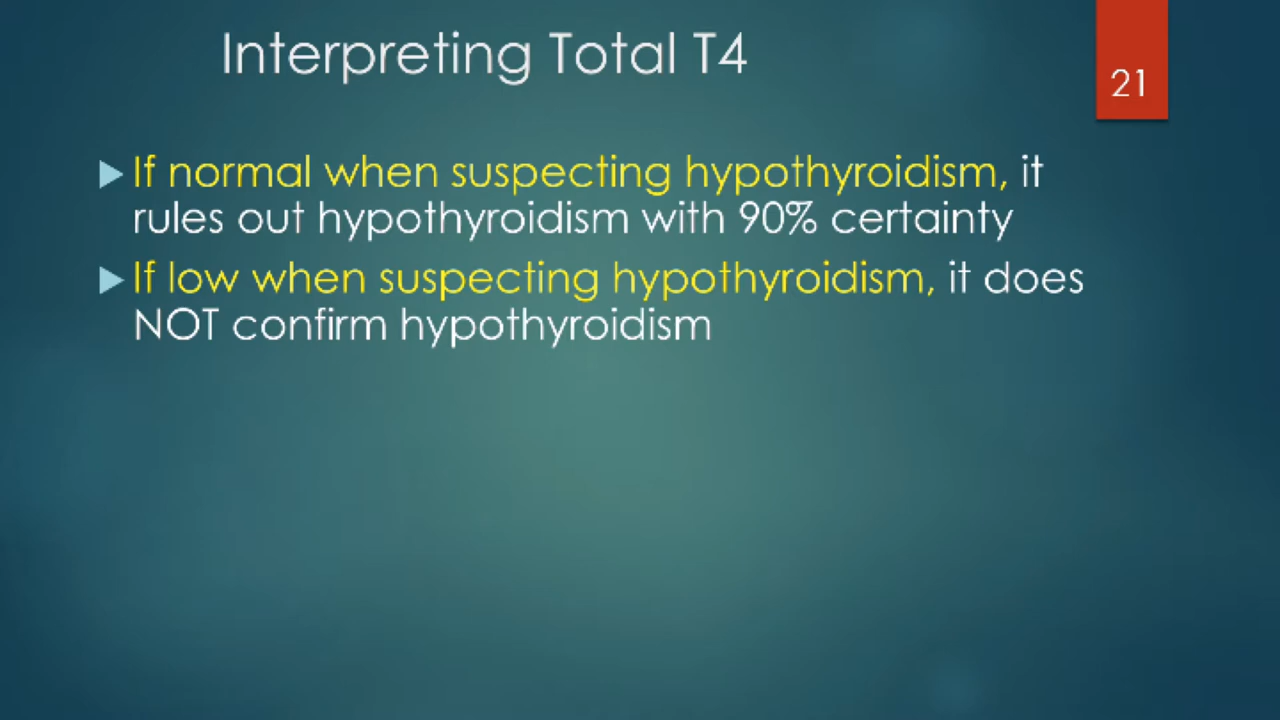 Interpreting Total T4
21
If normal when suspecting hypothyroidism, it
rules out hypothyroidism with 90% certainty
If low when suspecting hypothyroidism, it does
NOT confirm hypothyroidism